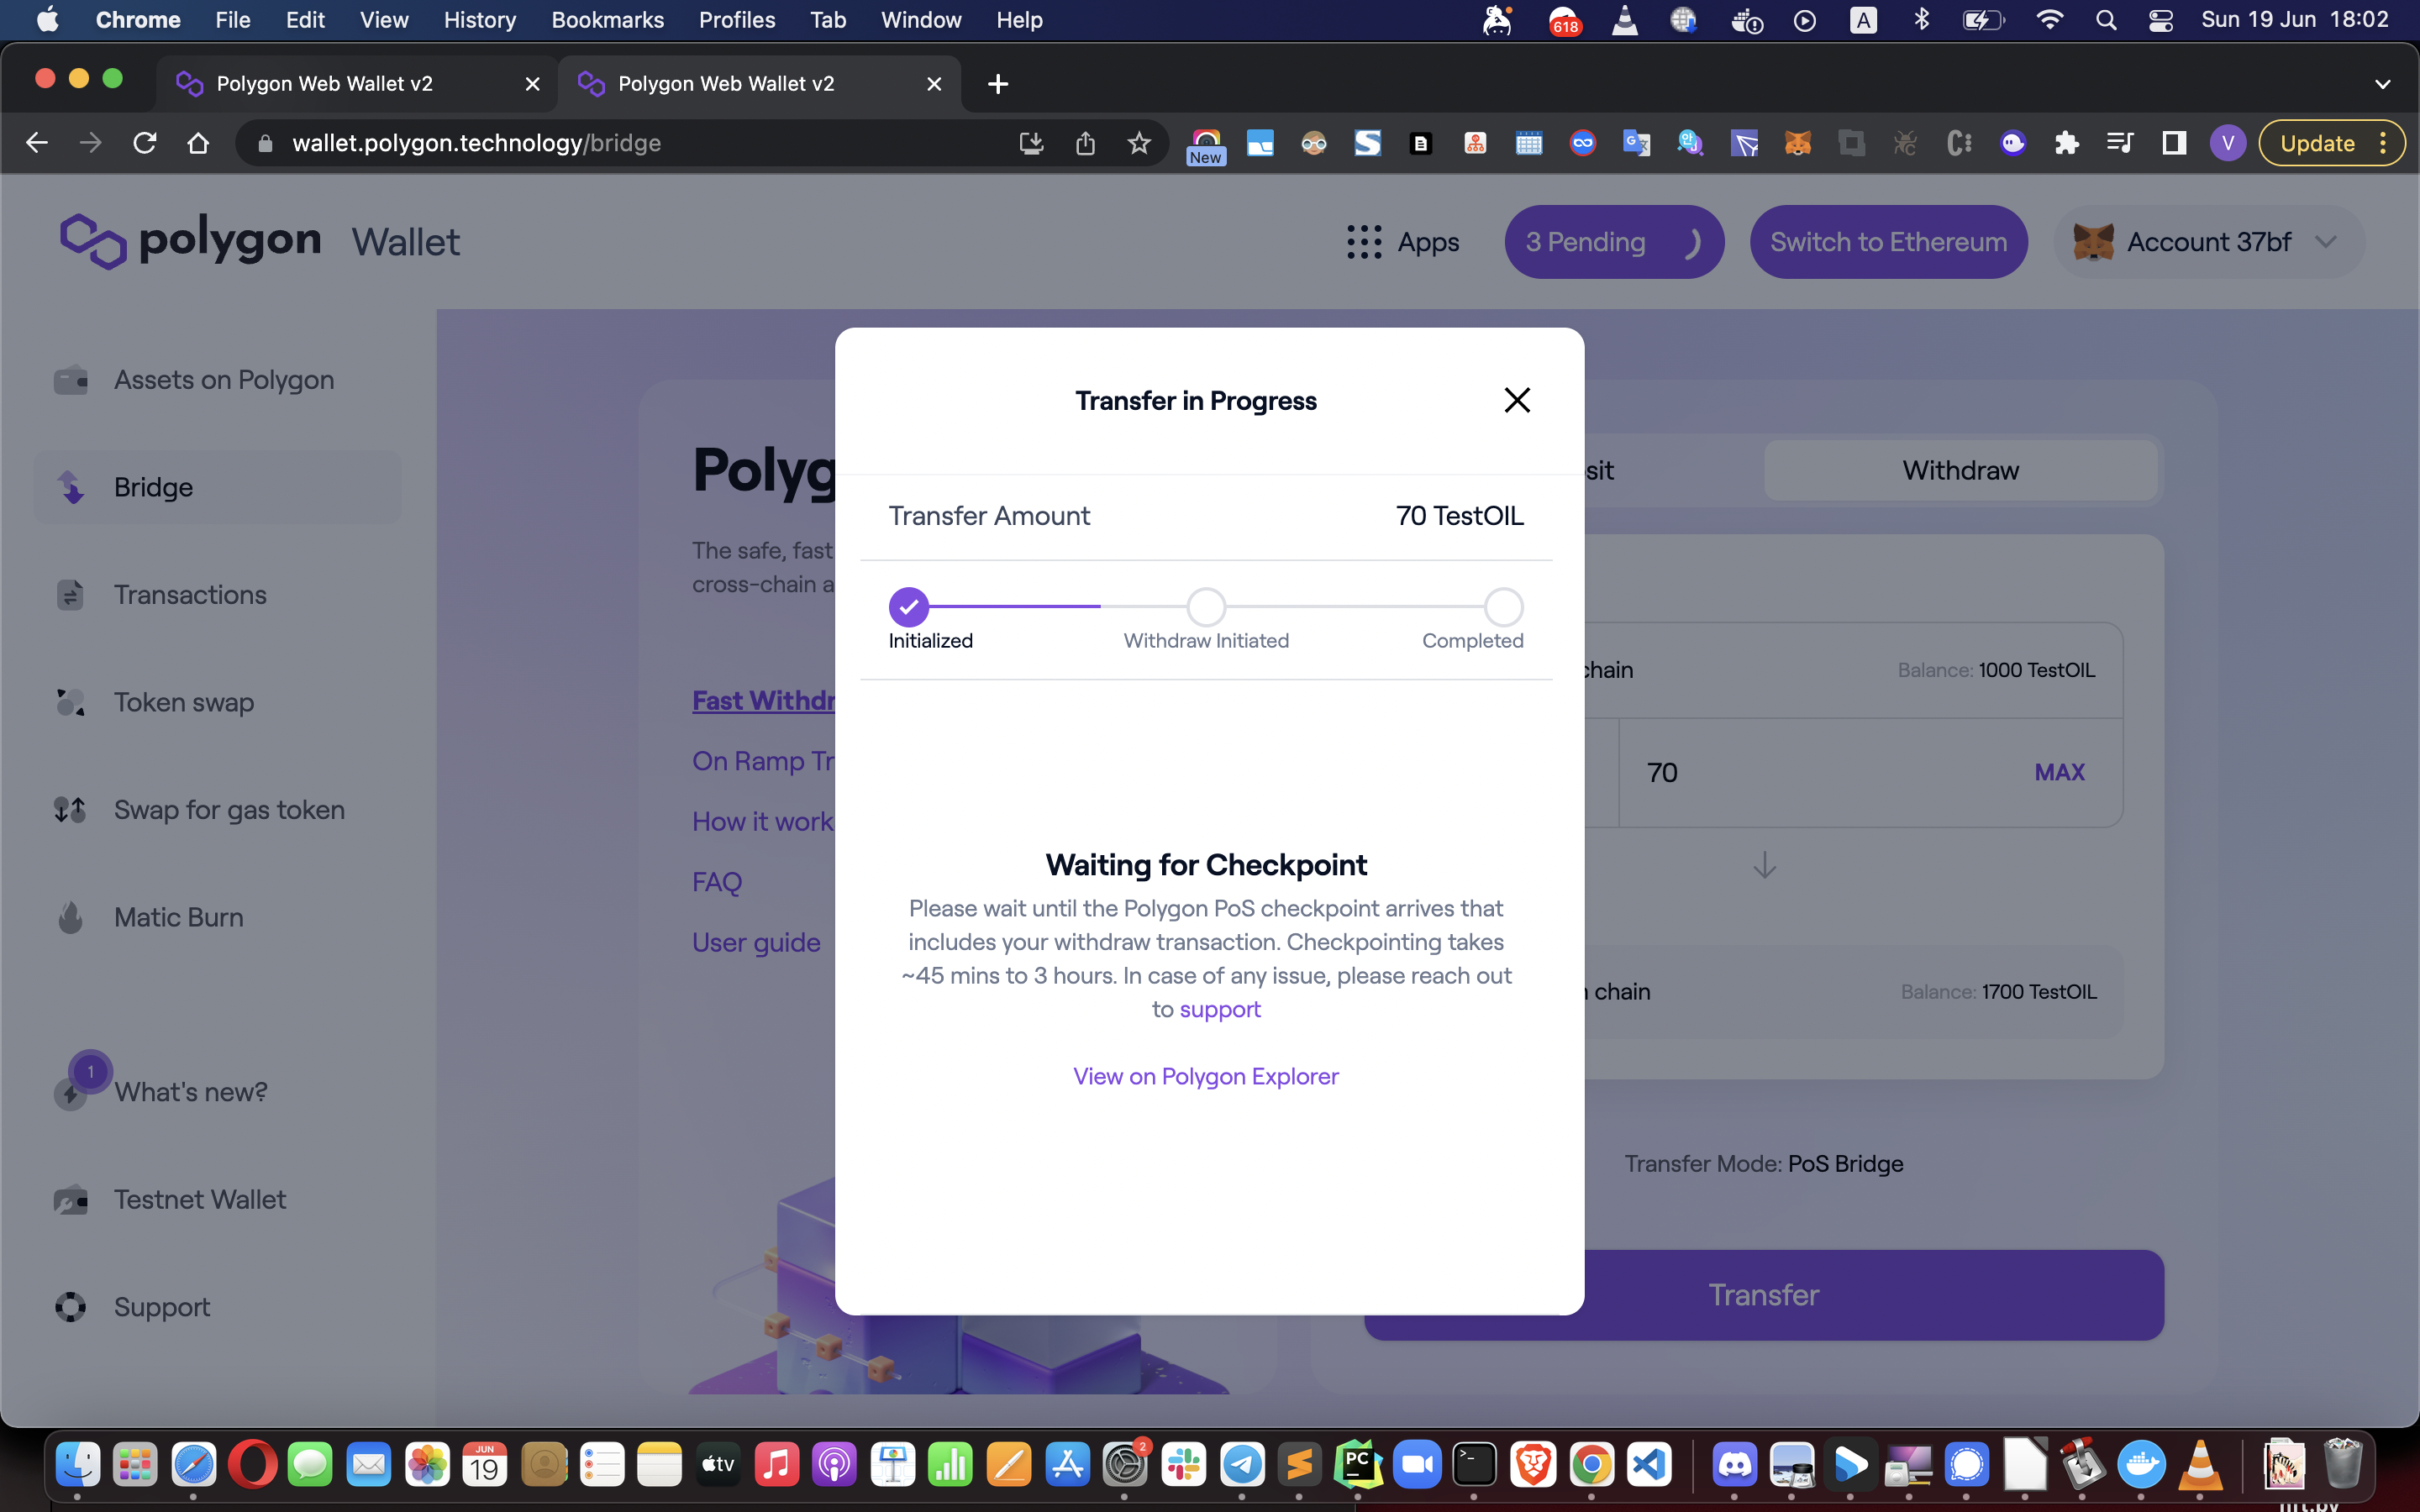 Chrome File Edit View History Bookmarks Profiles Tab Window Help
618
A
Sun 19 Jun 18:02
Polygon Web Wallet v2
Polygon Web Wallet v2
wallet.polygon.technology/bridge
New
V
Update
polygon Wallet
Apps
3 Pending
Switch to Ethereum
Account 37bf
Assets on Polygon
Bridge
Transactions
Token swap
Swap for gas token
Matic Burn
1
What's new?
Testnet Wallet
Support
Polyg
The safe, fast
cross-chain a
Fast Withdr
On Ramp Tr
How it work
FAQ
User guide
Transfer in Progress
Transfer Amount 70 TestOIL
Initialized Withdraw Initiated Completed
Waiting for Checkpoint
Please wait until the Polygon PoS checkpoint arrives that
includes your withdraw transaction. Checkpointing takes
~45 mins to 3 hours. In case of any issue, please reach out
to support
View on Polygon Explorer
sit
Withdraw
chain
Balance: 1000 TestOIL
70
MAX
chain
Balance: 1700 TestOIL
Transfer Mode: PoS Bridge
Transfer
JUN
19
tv
2
PC